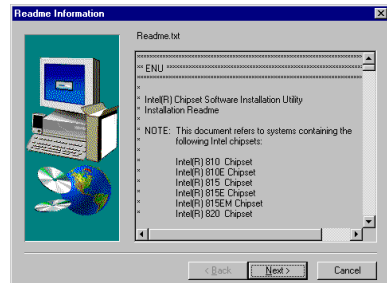 Readme Information
Readme.txt
** ENU **
* Intel(R) Chipset Software Installation Utility
* Installation Readme
*
* NOTE: This document refers to systems containing the
* following Intel chipsets:
*
* Intel(R) 810 Chipset
* Intel(R) 810E Chipset
* Intel(R) 815 Chipset
* Intel(R) 815E Chipset
* Intel(R) 815EM Chipset
* Intel(R) 820 Chipset
< Back
Next >
Cancel